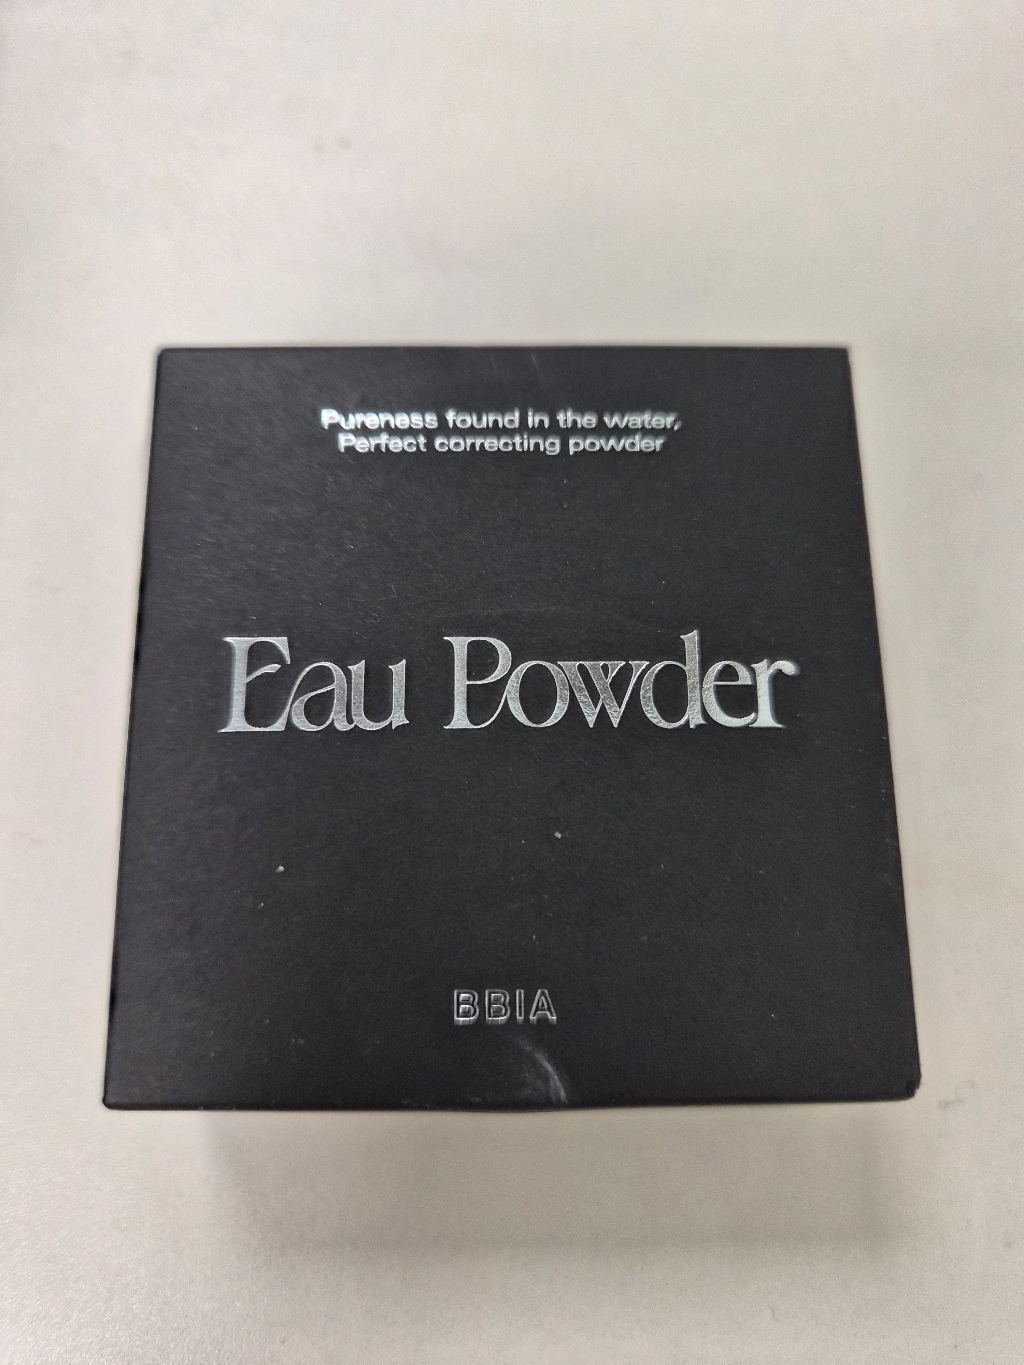 Pureness found in the water,
Perfect correcting powder
Eau Powder
BBIA